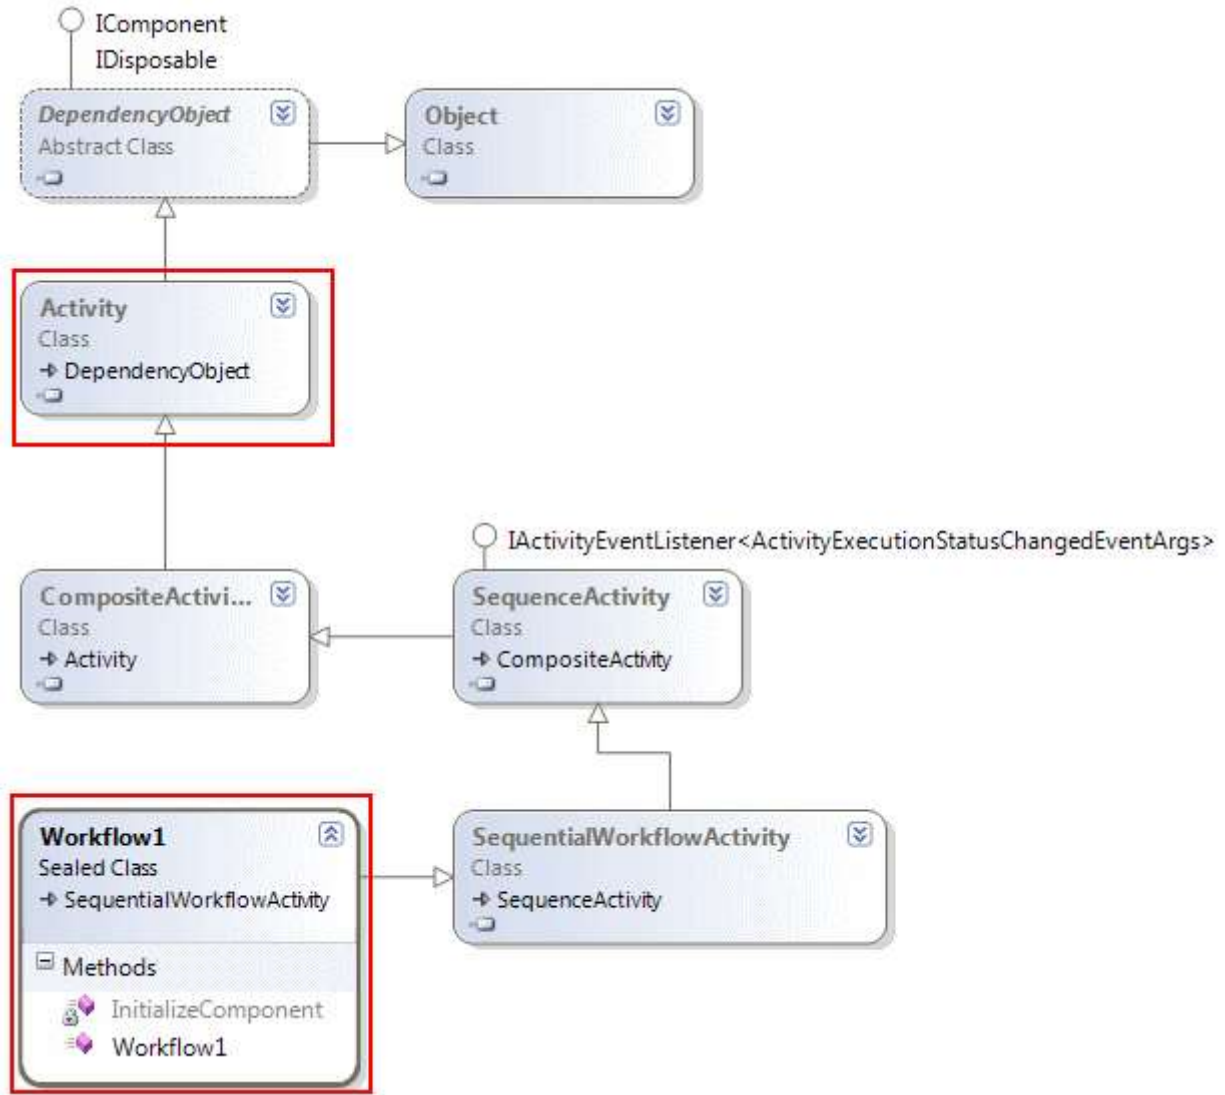 IComponent
IDisposable
DependencyObject
Abstract Class
Object
Class
Activity
Class
DependencyObject
IActivityEventListener<ActivityExecutionStatusChangedEventArgs>
CompositeActivi...
Class
Activity
SequenceActivity
Class
CompositeActivity
Workflow1
Sealed Class
SequentialWorkflowActivity
Methods
InitializeComponent
Workflow1
SequentialWorkflowActivity
Class
SequenceActivity